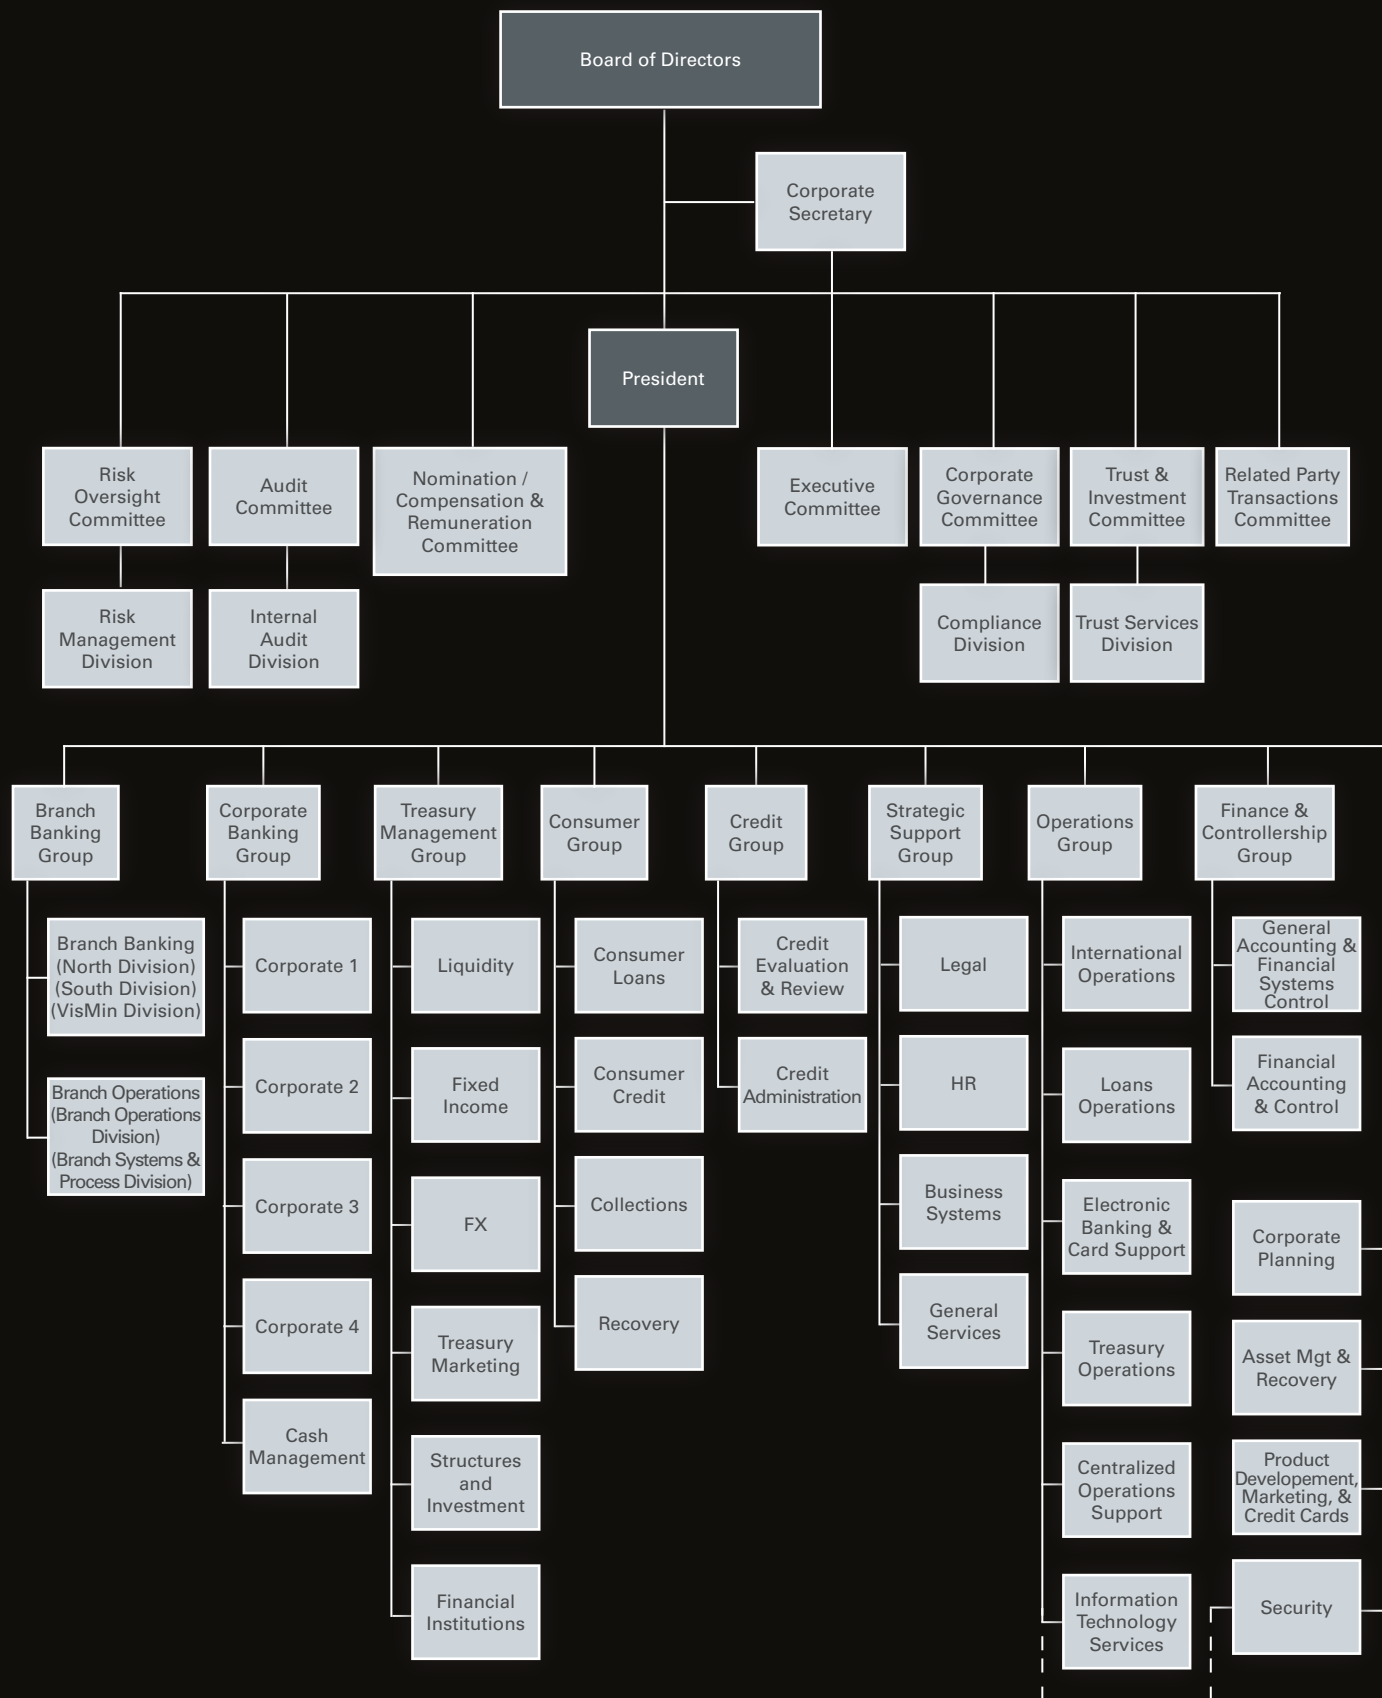 Board of Directors
Corporate
Secretary
President
Risk
Oversight
Committee
Audit
Committee
Nomination /
Compensation &
Remuneration
Committee
Executive
Committee
Corporate
Governance
Committee
Trust &
Investment
Committee
Related Party
Transactions
Committee
Risk
Management
Division
Internal
Audit
Division
Compliance
Division
Trust Services
Division
Branch
Banking
Group
Corporate
Banking
Group
Treasury
Management
Group
Consumer
Group
Credit
Group
Strategic
Support
Group
Operations
Group
Finance &
Controllership
Group
Branch Banking
(North Division)
(South Division)
(VisMin Division)
Branch Operations
(Branch Operations
Division)
(Branch Systems &
Process Division)
Corporate 1
Corporate 2
Corporate 3
Corporate 4
Cash
Management
Liquidity
Fixed
Income
FX
Treasury
Marketing
Structures
and
Investment
Financial
Institutions
Consumer
Loans
Consumer
Credit
Collections
Recovery
Credit
Evaluation
& Review
Credit
Administration
Legal
HR
Business
Systems
General
Services
International
Operations
Loans
Operations
Electronic
Banking &
Card Support
Treasury
Operations
Centralized
Operations
Support
Information
Technology
Services
General
Accounting &
Financial
Systems
Control
Financial
Accounting
& Control
Corporate
Planning
Asset Mgt &
Recovery
Product
Developement,
Marketing, &
Credit Cards
Security